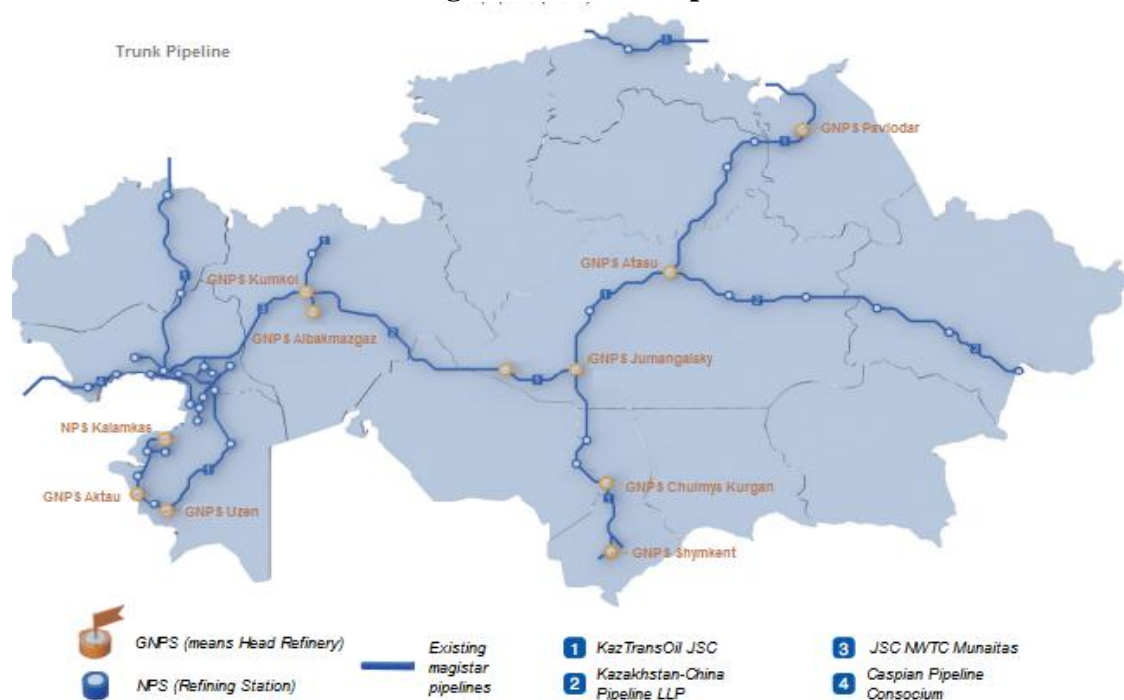 Trunk Pipeline
GNPS Pavlodar
GNPS Atasu
GNPS Kumkol
GNPS Aibakmazgaz
GNPS Jumangalsky
NPS Kalamkas
GNPS Aktau
GNPS Uzen
GNPS Chulmya Kurgan
GNPS Shymkent
GNPS (means Head Refinery)
NPS (Refining Station)
Existing
magistar
pipelines
1 KazTransOil JSC
2 Kazakhstan-China
Pipeline LLP
3 JSC NWTC Munaitas
4 Caspian Pipeline
Consocium